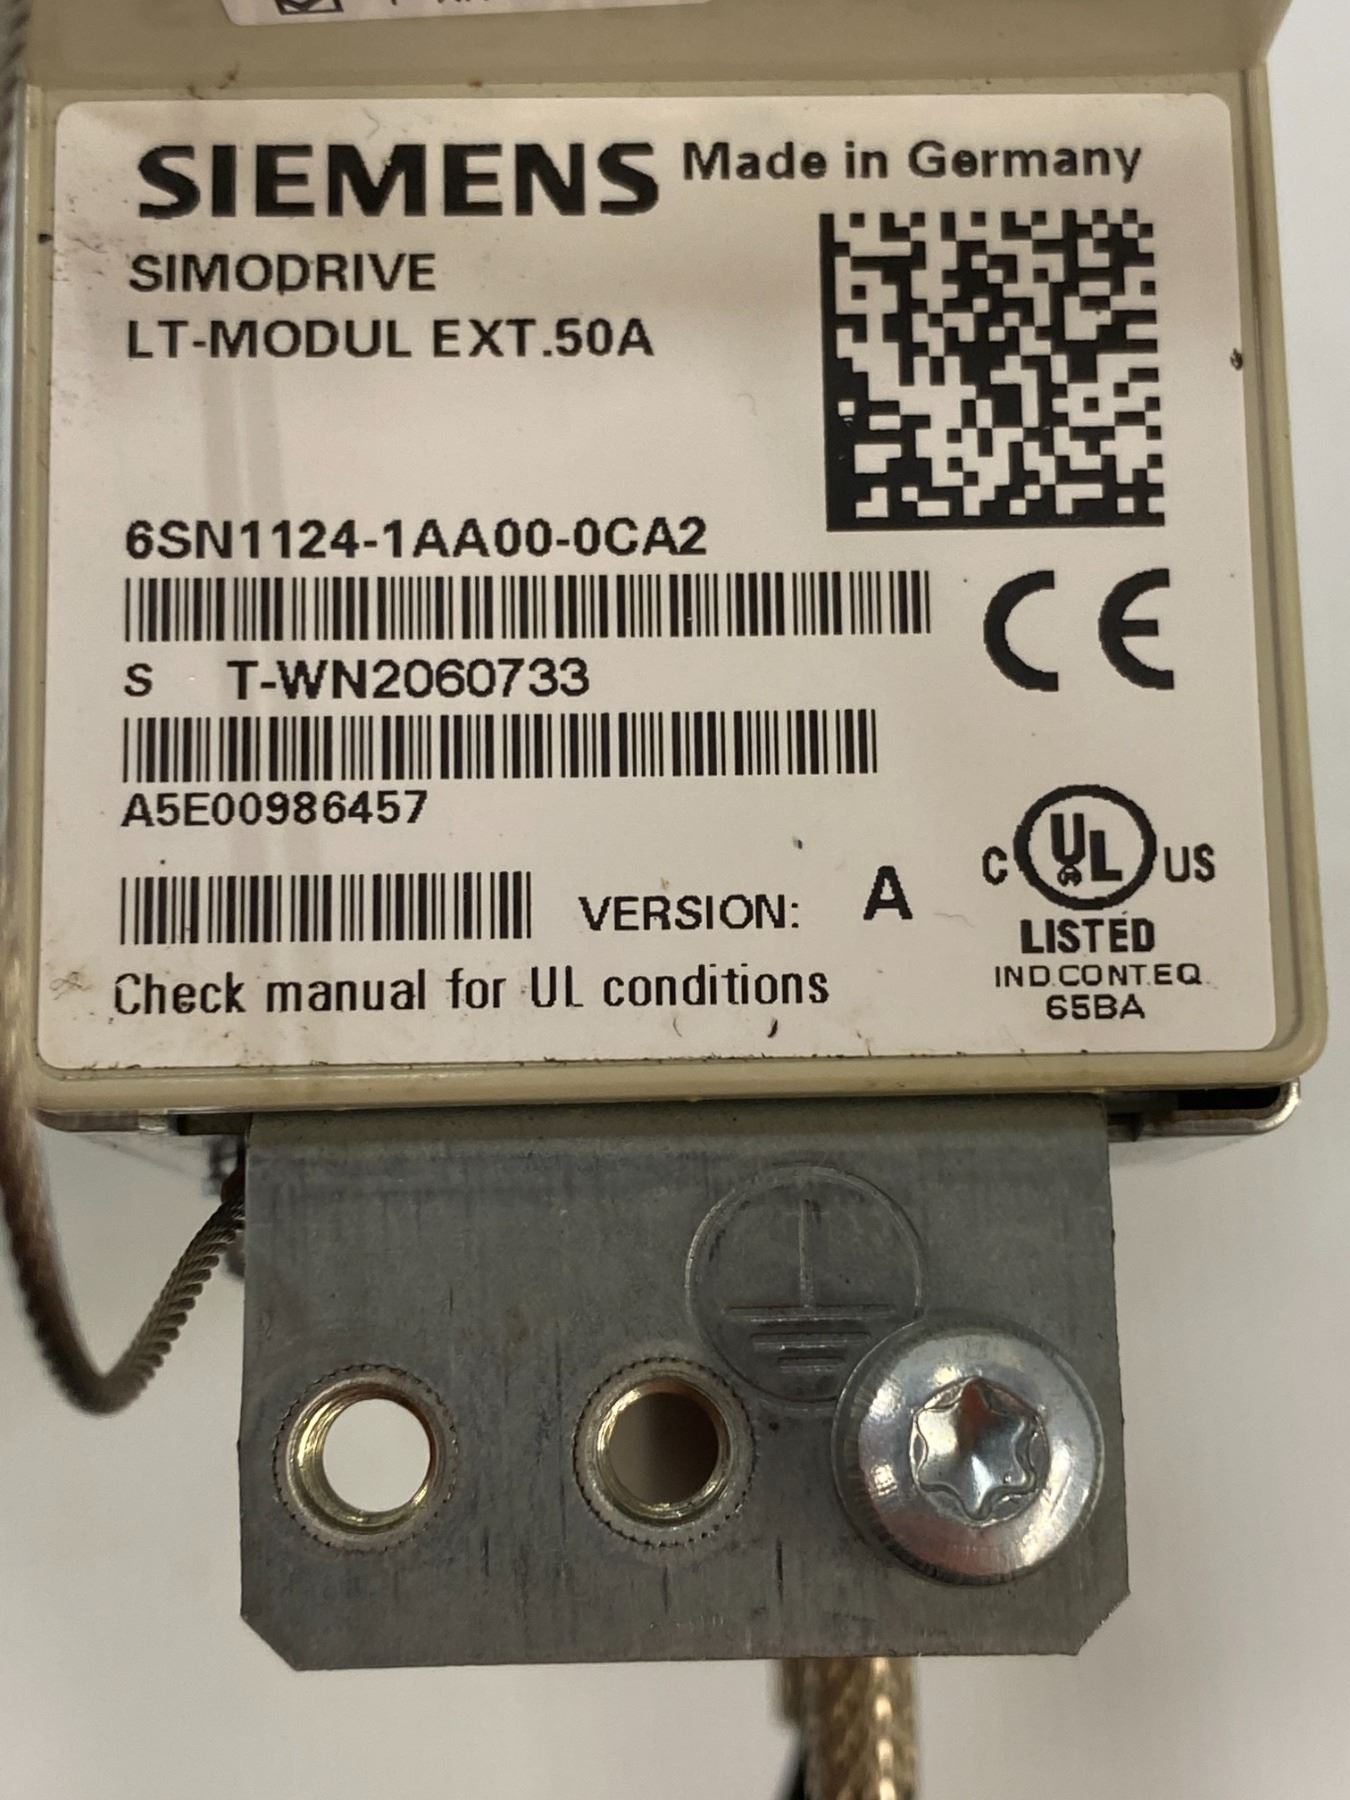 SIEMENS Made in Germany
SIMODRIVE
LT-MODUL EXT.50A
6SN1124-1AA00-0CA2
S T-WN2060733
A5E00986457
VERSION: A
Check manual for UL conditions
CE
C UL US
LISTED
IND.CONT.EQ.
65BA